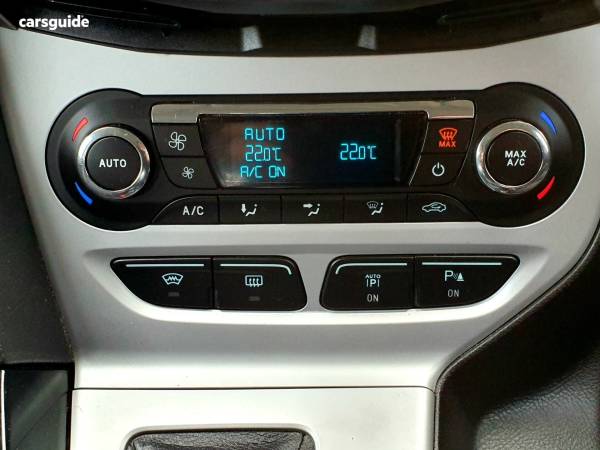 carsguide
AUTO
22.0°C 22.0°C
A/C ON
MAX
AUTO
MAX
A/C
A/C
AUTO
P
ON
P
ON